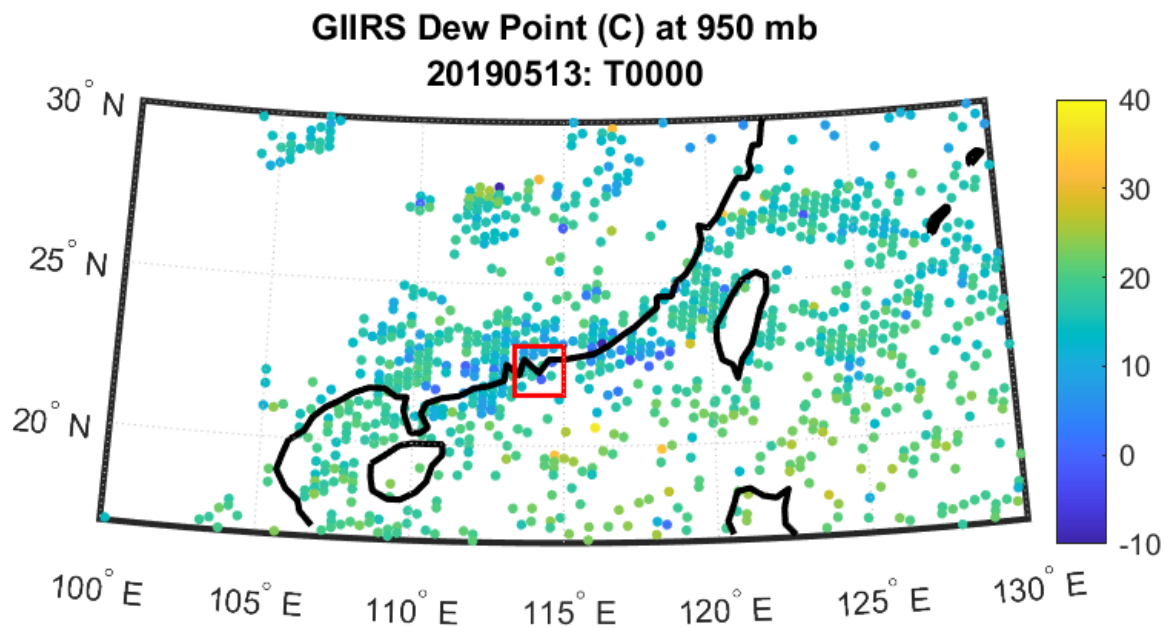 GIIRS Dew Point (C) at 950 mb
20190513: T0000
30° N
25° N
20° N
100° E
105° E
110° E
115° E
120° E
125° E
130° E
40
30
20
10
0
-10